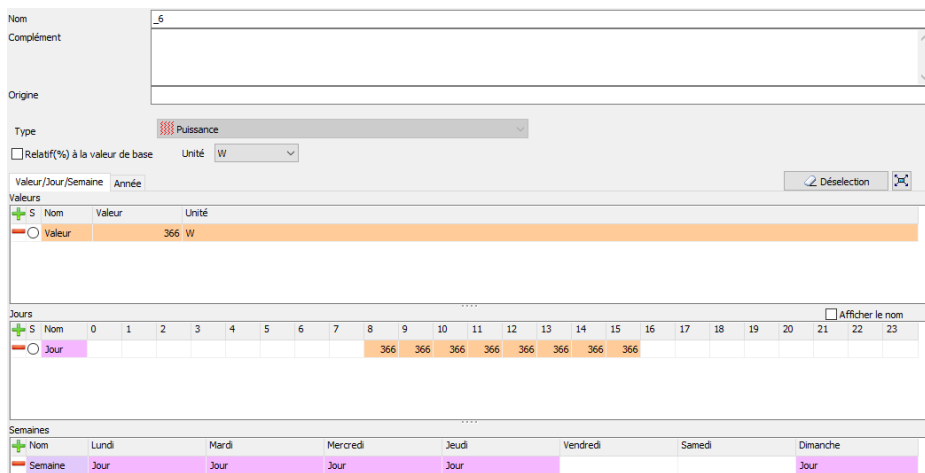 Nom _6
Complément
Origine
Type Puissance
Relatif(%) à la valeur de base Unité W
Valeur/Jour/Semaine Année Déselection
Valeurs
S Nom Valeur Unité
Valeur 366 W
Jours Afficher le nom
S Nom 0 1 2 3 4 5 6 7 8 9 10 11 12 13 14 15 16 17 18 19 20 21 22 23
Jour 366 366 366 366 366 366 366 366
Semaines
Nom Lundi Mardi Mercredi Jeudi Vendredi Samedi Dimanche
Semaine Jour Jour Jour Jour Jour